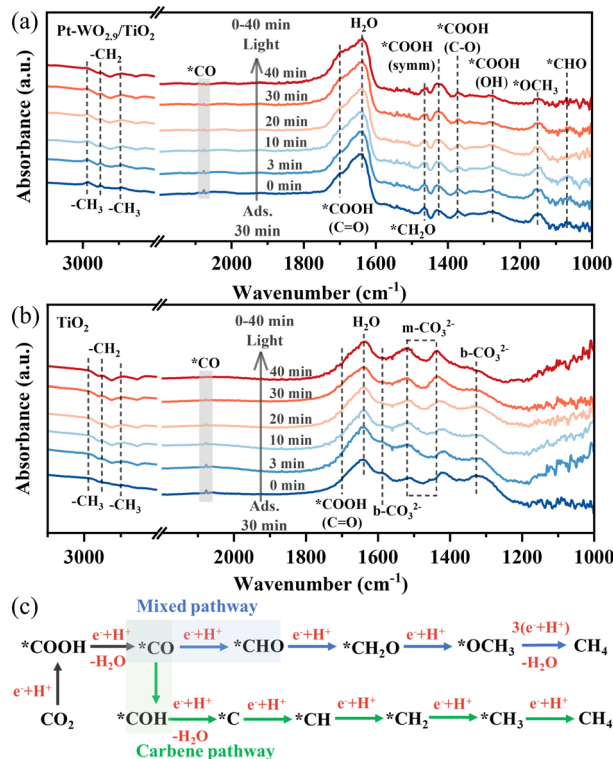 (a)
Pt-WO2.9/TiO2
0-40 min
Light
H2O
-CH2
*CO
*COOH
(symm)
*COOH
(C-O)
*COOH
(OH)
*OCH3
*CHO
40 min
30 min
20 min
10 min
3 min
0 min
-CH3
-CH3
Ads.
30 min
*COOH
(C=O)
*CH2O
Absorbance (a.u.)
3000 2000 1800 1600 1400 1200 1000
Wavenumber (cm-1)
(b)
TiO2
0-40 min
Light
H2O
m-CO32-
b-CO32-
-CH2
*CO
40 min
30 min
20 min
10 min
3 min
0 min
-CH3
-CH3
Ads.
30 min
*COOH
(C=O)
b-CO32-
Absorbance (a.u.)
3000 2000 1800 1600 1400 1200 1000
Wavenumber (cm-1)
(c)
Mixed pathway
*COOH e-+H+ -H2O *CO e-+H+ *CHO e-+H+ *CH2O e-+H+ *OCH3 3(e-+H+) -H2O CH4
e-+H+
CO2 *COH e-+H+ -H2O *C e-+H+ *CH e-+H+ *CH2 e-+H+ *CH3 e-+H+ CH4
Carbene pathway